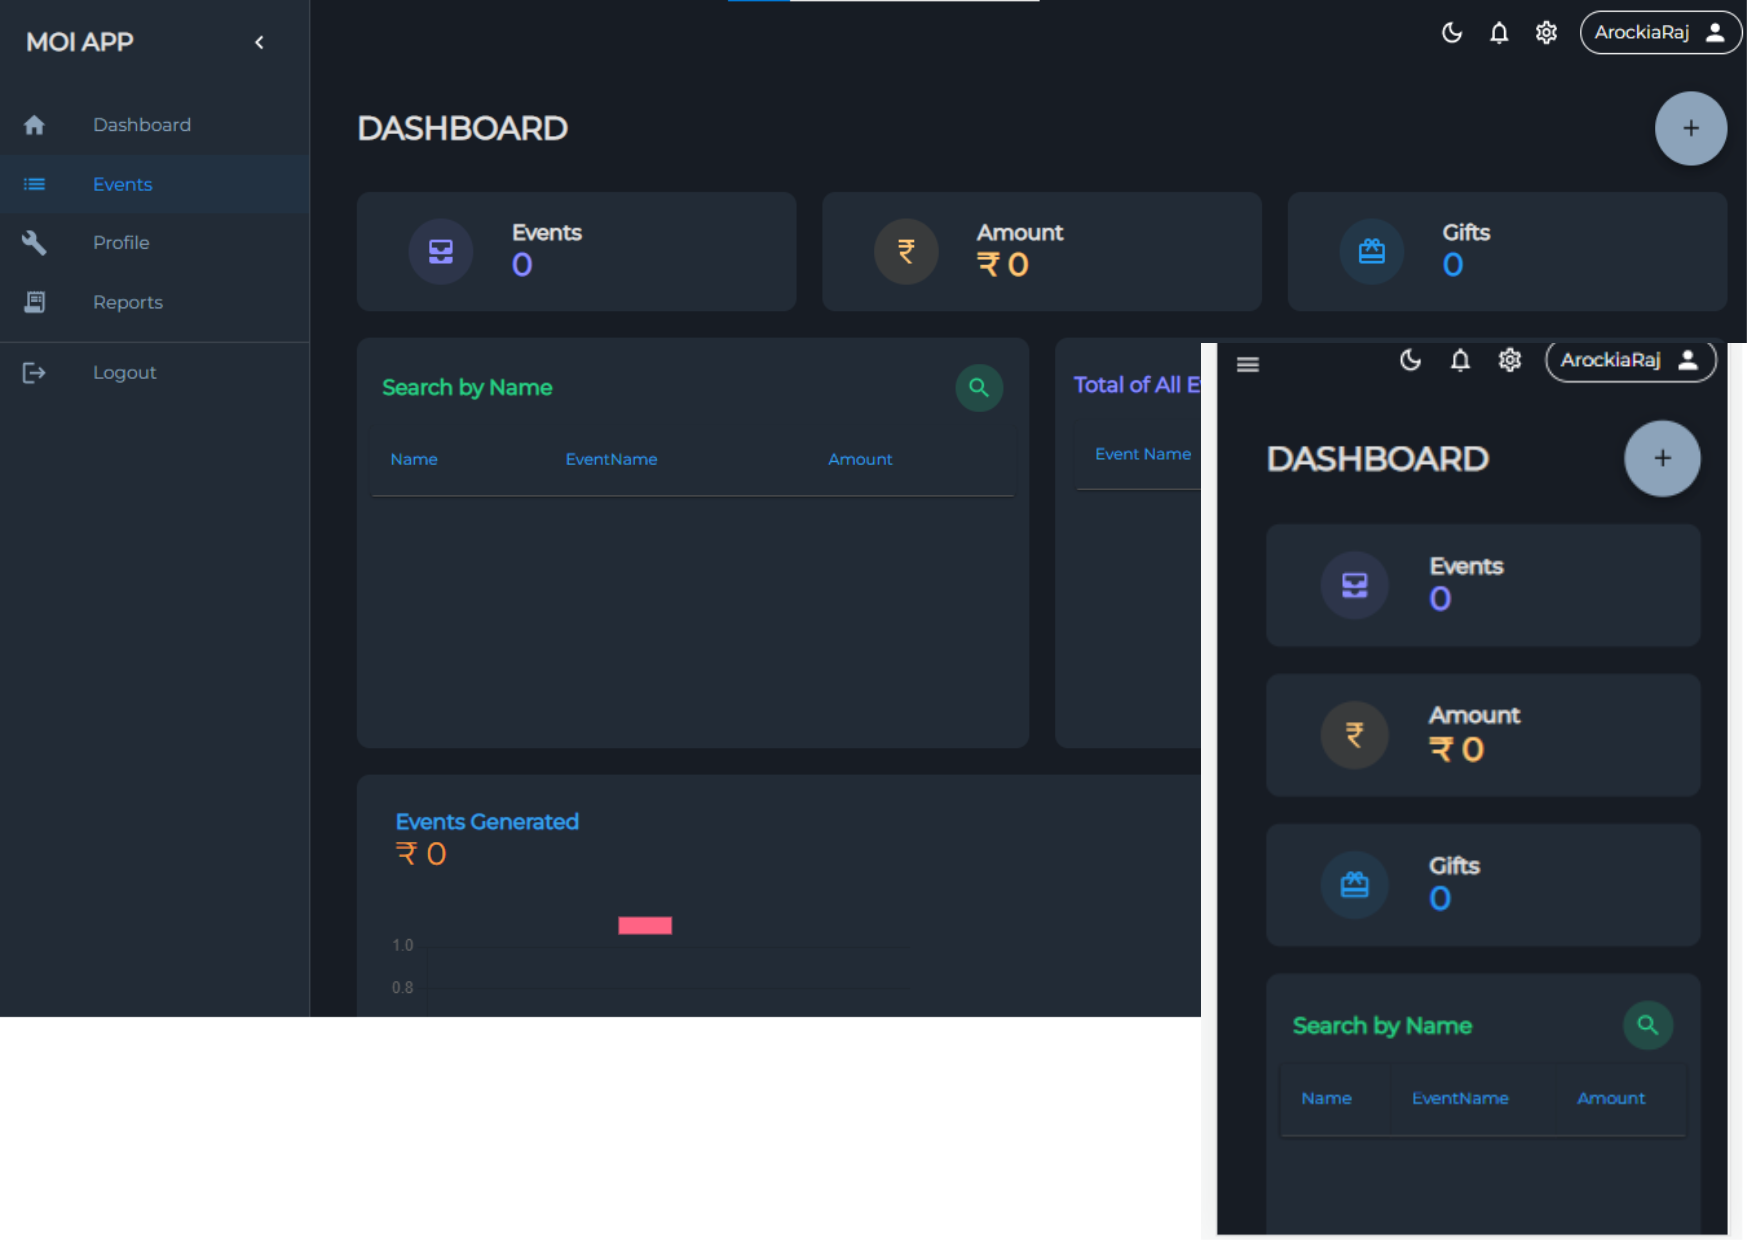 MOI APP
Dashboard
Events
Profile
Reports
Logout
ArockiaRaj
DASHBOARD
+
Events
0
Amount
₹ 0
Gifts
0
Search by Name
Name EventName Amount
Total of All E
Event Name
Events Generated
₹ 0
1.0
0.8
ArockiaRaj
DASHBOARD
+
Events
0
Amount
₹ 0
Gifts
0
Search by Name
Name EventName Amount